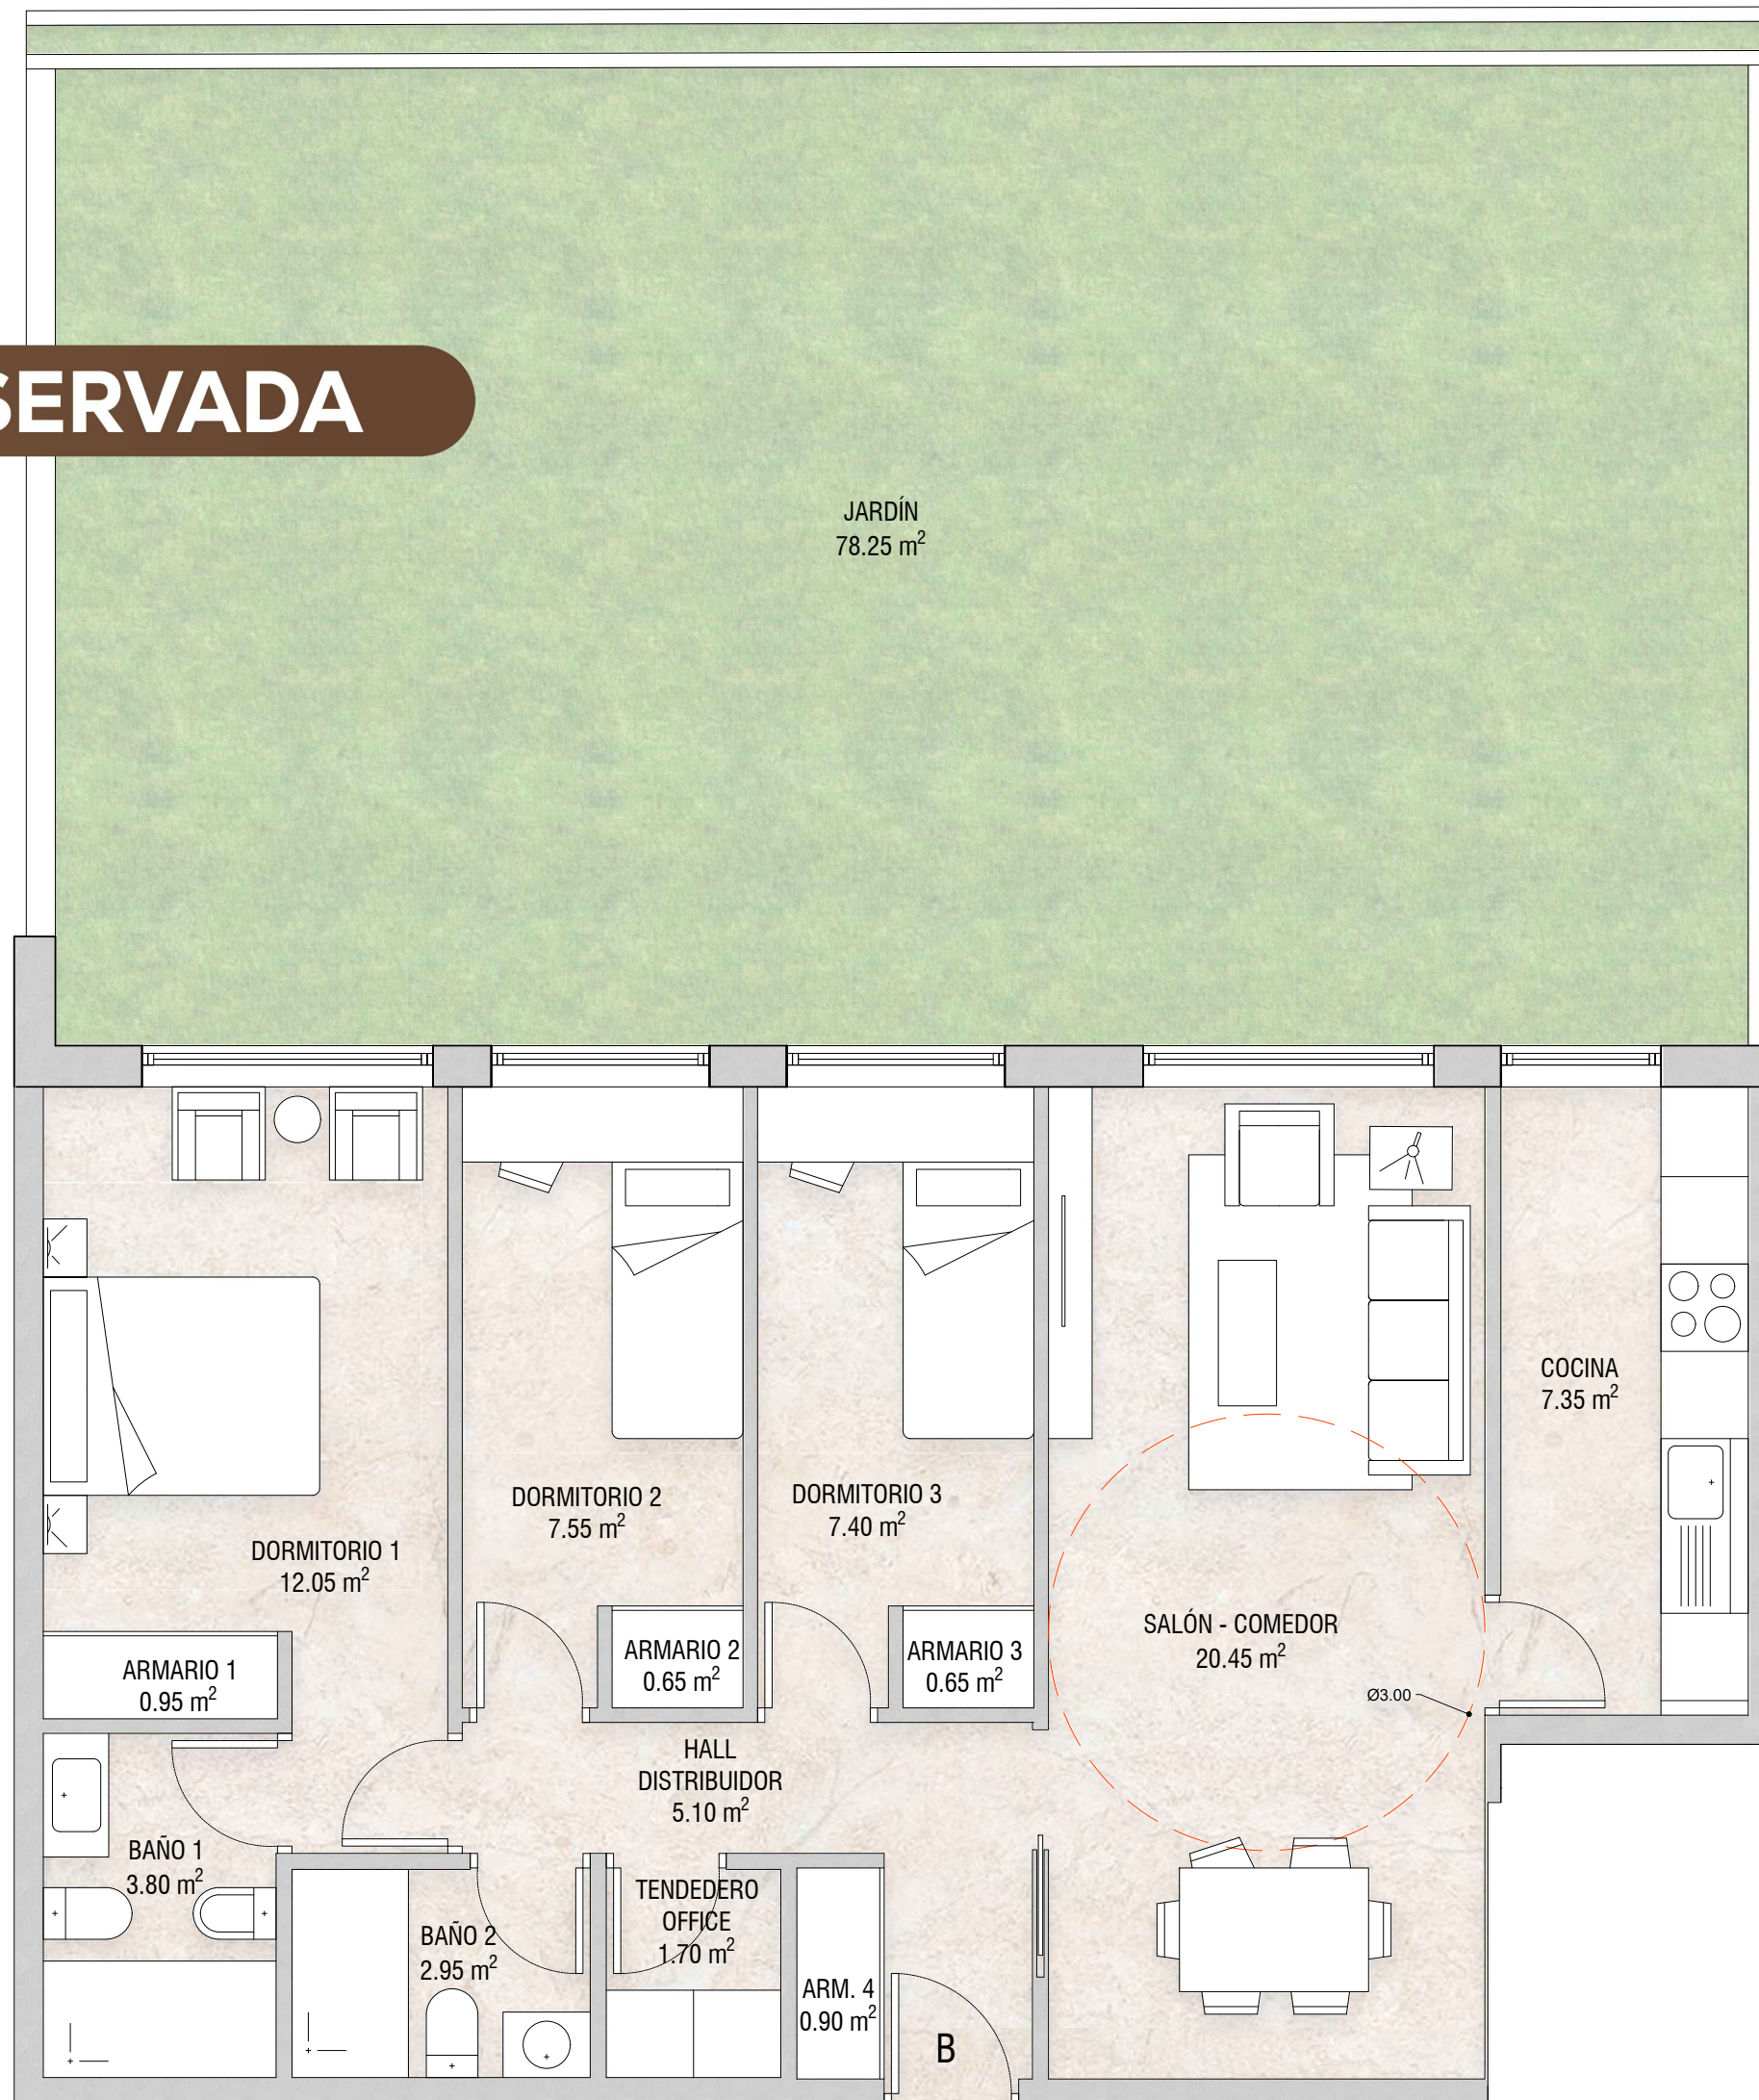 SERVADA
JARDÍN
78.25 m²
COCINA
7.35 m²
DORMITORIO 2
7.55 m²
DORMITORIO 3
7.40 m²
DORMITORIO 1
12.05 m²
SALÓN - COMEDOR
20.45 m²
ARMARIO 1
0.95 m²
ARMARIO 2
0.65 m²
ARMARIO 3
0.65 m²
Ø3.00
HALL
DISTRIBUIDOR
5.10 m²
BAÑO 1
3.80 m²
BAÑO 2
2.95 m²
TENDEDERO
OFFICE
1.70 m²
ARM. 4
0.90 m²
B